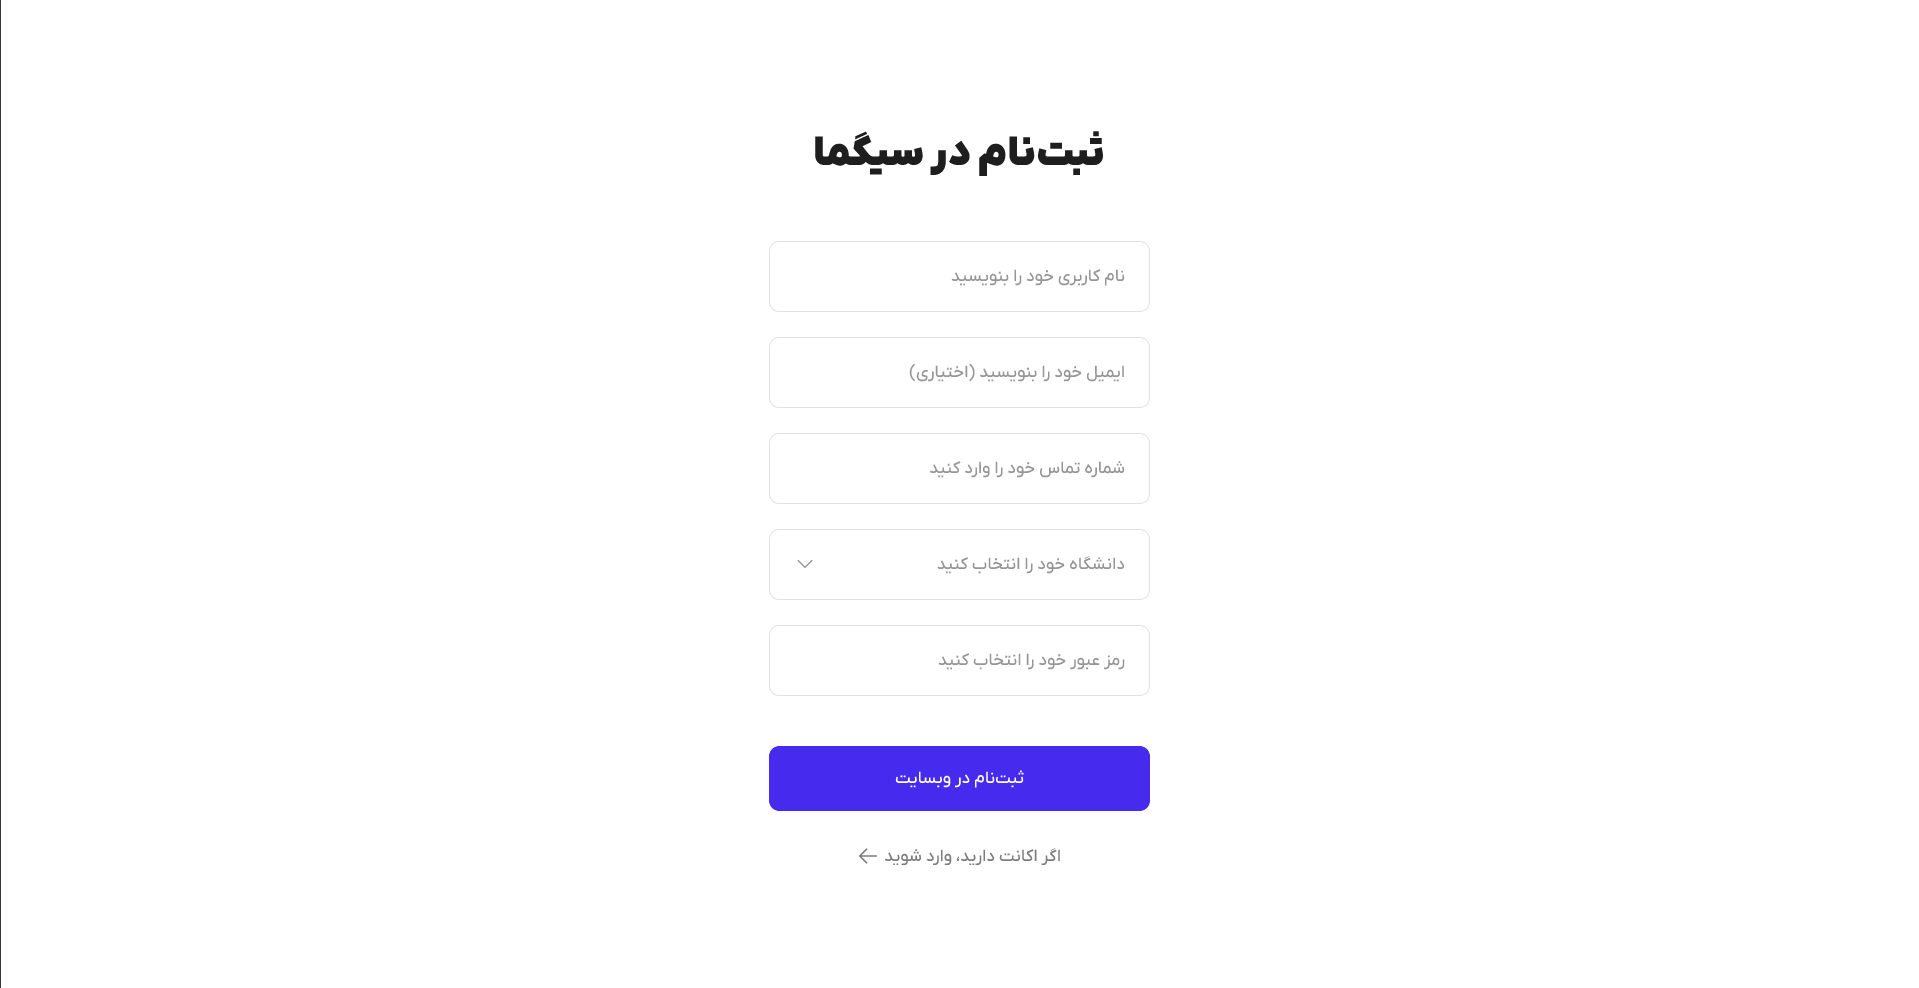 ثبت‌نام در سیگما
نام کاربری خود را بنویسید
ایمیل خود را بنویسید (اختیاری)
شماره تماس خود را وارد کنید
دانشگاه خود را انتخاب کنید
رمز عبور خود را انتخاب کنید
ثبت‌نام در وبسایت
اگر اکانت دارید، وارد شوید